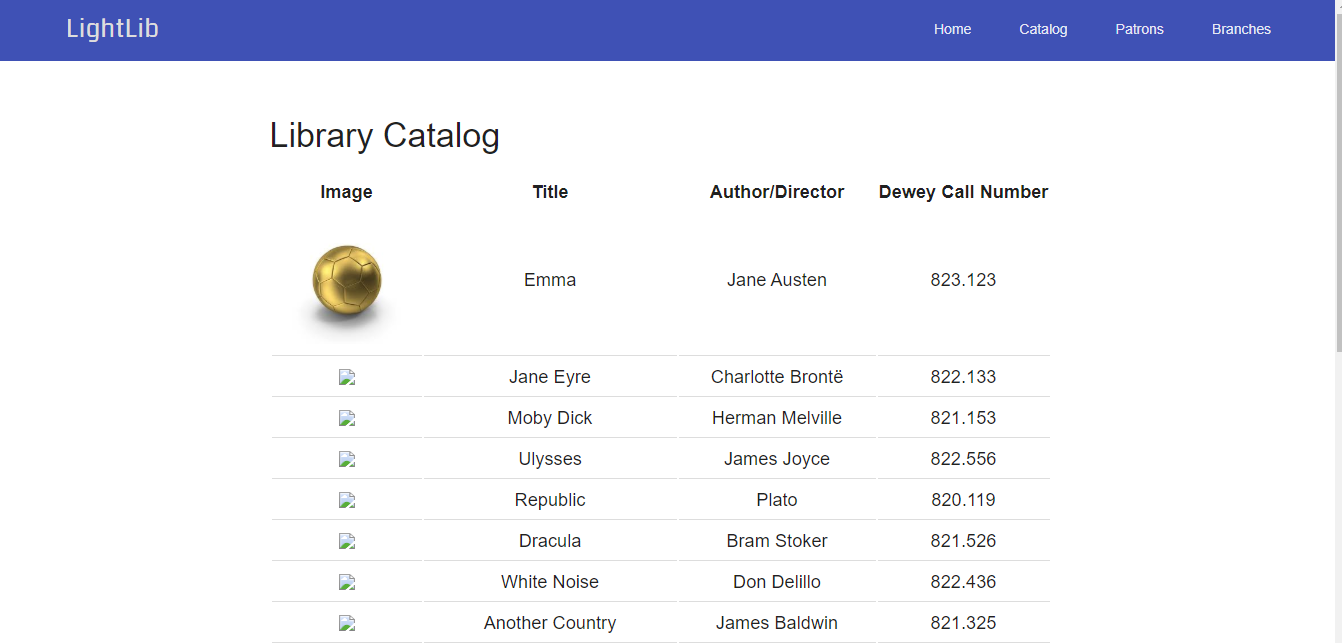 LightLib Home Catalog Patrons Branches
Library Catalog
Image Title Author/Director Dewey Call Number
Emma Jane Austen 823.123
Jane Eyre Charlotte Brontë 822.133
Moby Dick Herman Melville 821.153
Ulysses James Joyce 822.556
Republic Plato 820.119
Dracula Bram Stoker 821.526
White Noise Don Delillo 822.436
Another Country James Baldwin 821.325